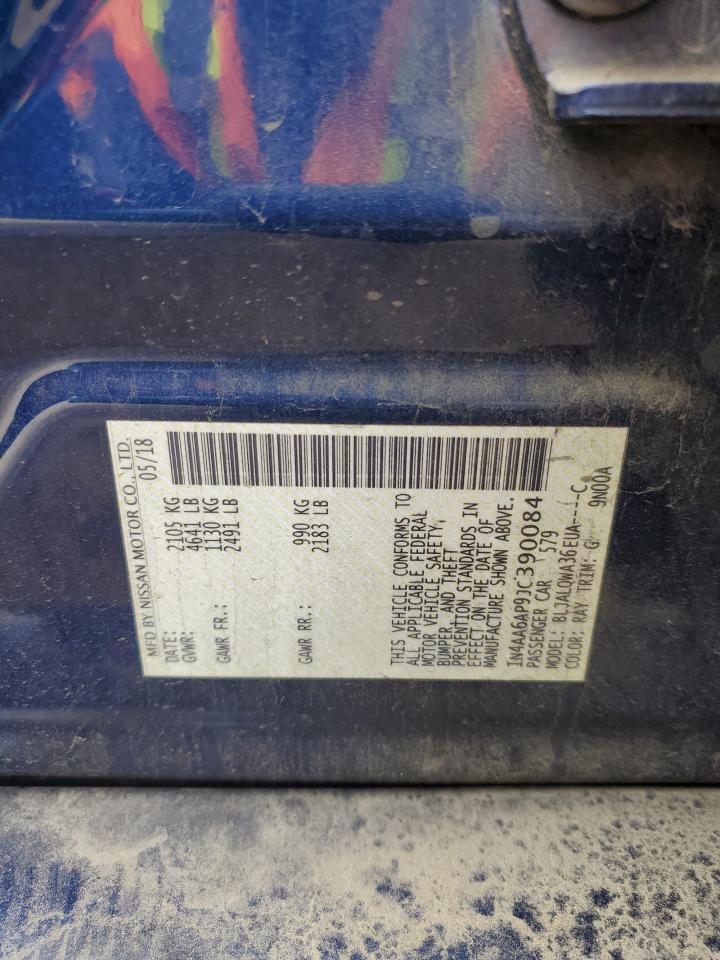 MFD BY NISSAN MOTOR CO., LTD.
DATE: 05/18
GVWR: 2105 KG
4641 LB
GAWR FR.: 1130 KG
2491 LB
GAWR RR.: 990 KG
2183 LB
THIS VEHICLE CONFORMS TO
ALL APPLICABLE FEDERAL
MOTOR VEHICLE SAFETY,
BUMPER, AND THEFT
PREVENTION STANDARDS IN
EFFECT ON THE DATE OF
MANUFACTURE SHOWN ABOVE.
1N4AA6AP9JC390084
PASSENGER CAR 579
MODEL: BLJALQWA36EUA----C
COLOR: RAY TRIM: G 9N00A